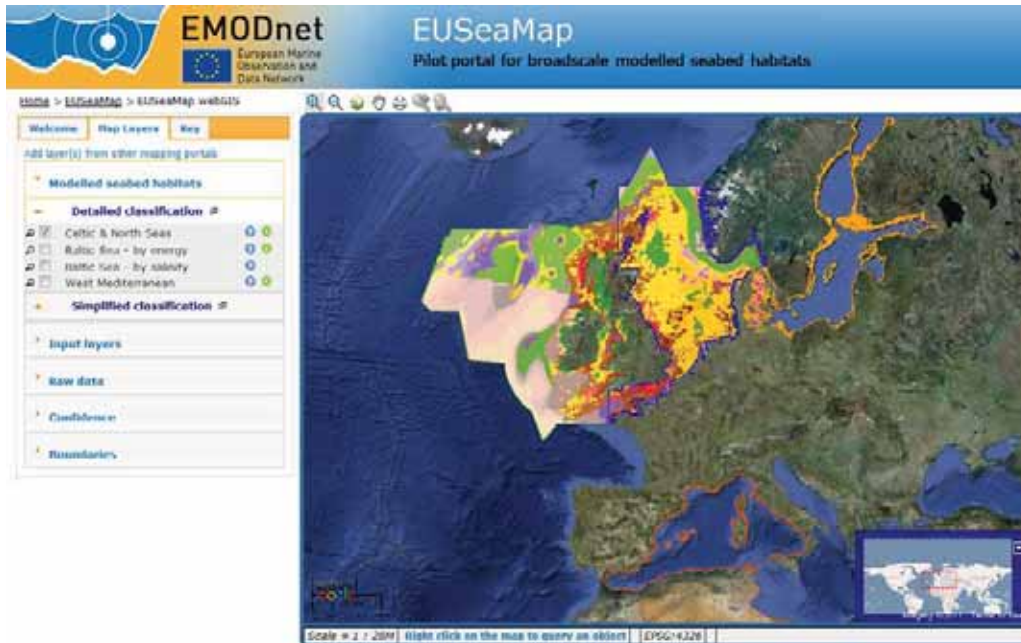 EMODnet
European Marine
Observation and
Data Network
EUSeaMap
Pilot portal for broadscale modelled seabed habitats
Home > EUSeaMap > EUSeaMap webGIS
Welcome
Map Layers
Key
Add layer(s) from other mapping portals
Modelled seabed habitats
Detailed classification
Celtic & North Seas
Baltic Sea - by energy
Baltic Sea - by salinity
West Mediterranean
Simplified classification
Input layers
Raw data
Confidence
Boundaries
Scale = 1 : 28M
Right click on the map to query an object
EPSG:4326